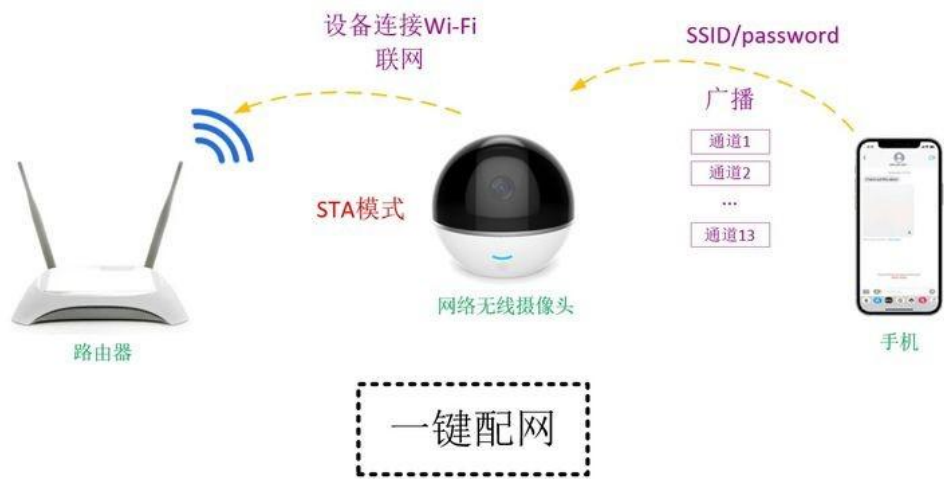 设备连接Wi-Fi
联网
SSID/password
广播
通道1
通道2
...
通道13
STA模式
网络无线摄像头
路由器
手机
一键配网